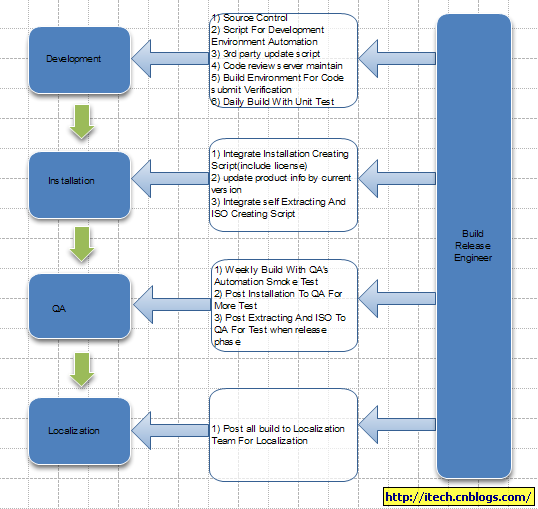 Development
1) Source Control
2) Script For Development
Environment Automation
3) 3rd party update script
4) Code review server maintain
5) Build Environment For Code
submit Verification
6) Daily Build With Unit Test
Installation
1) Integrate Installation Creating
Script(include license)
2) update product info by current
version
3) Integrate self Extracting And
ISO Creating Script
Build
Release
Engineer
QA
1) Weekly Build With QA's
Automation Smoke Test
2) Post Installation To QA For
More Test
3) Post Extracting And ISO To
QA For Test when release
phase
Localization
1) Post all build to Localization
Team For Localization
http://itech.cnblogs.com/